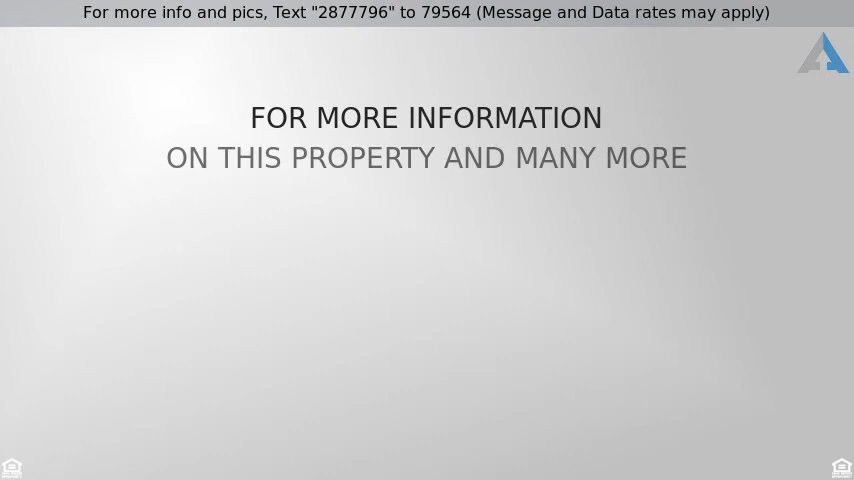 For more info and pics, Text "2877796" to 79564 (Message and Data rates may apply)
FOR MORE INFORMATION
ON THIS PROPERTY AND MANY MORE